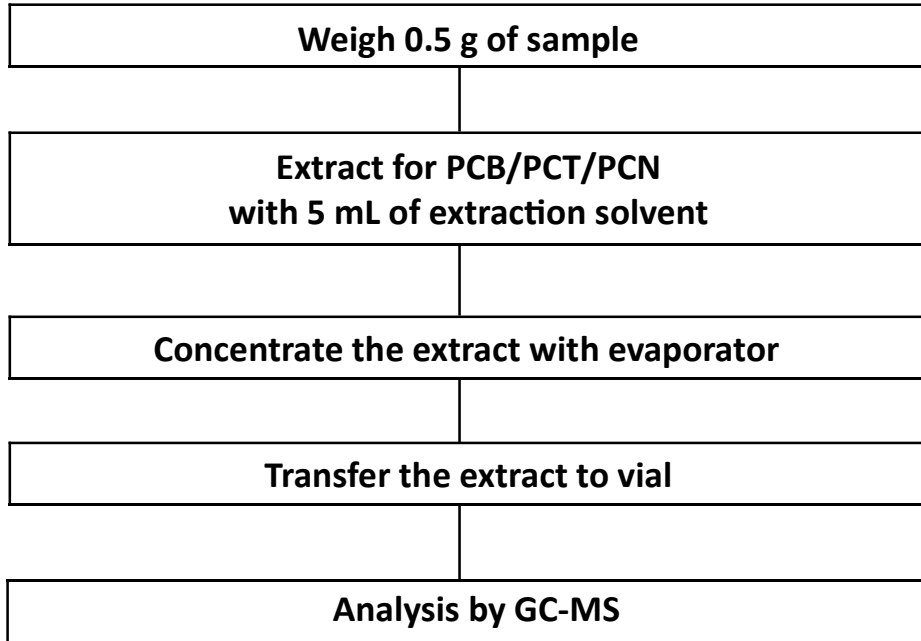 Weigh 0.5 g of sample
Extract for PCB/PCT/PCN
with 5 mL of extraction solvent
Concentrate the extract with evaporator
Transfer the extract to vial
Analysis by GC-MS